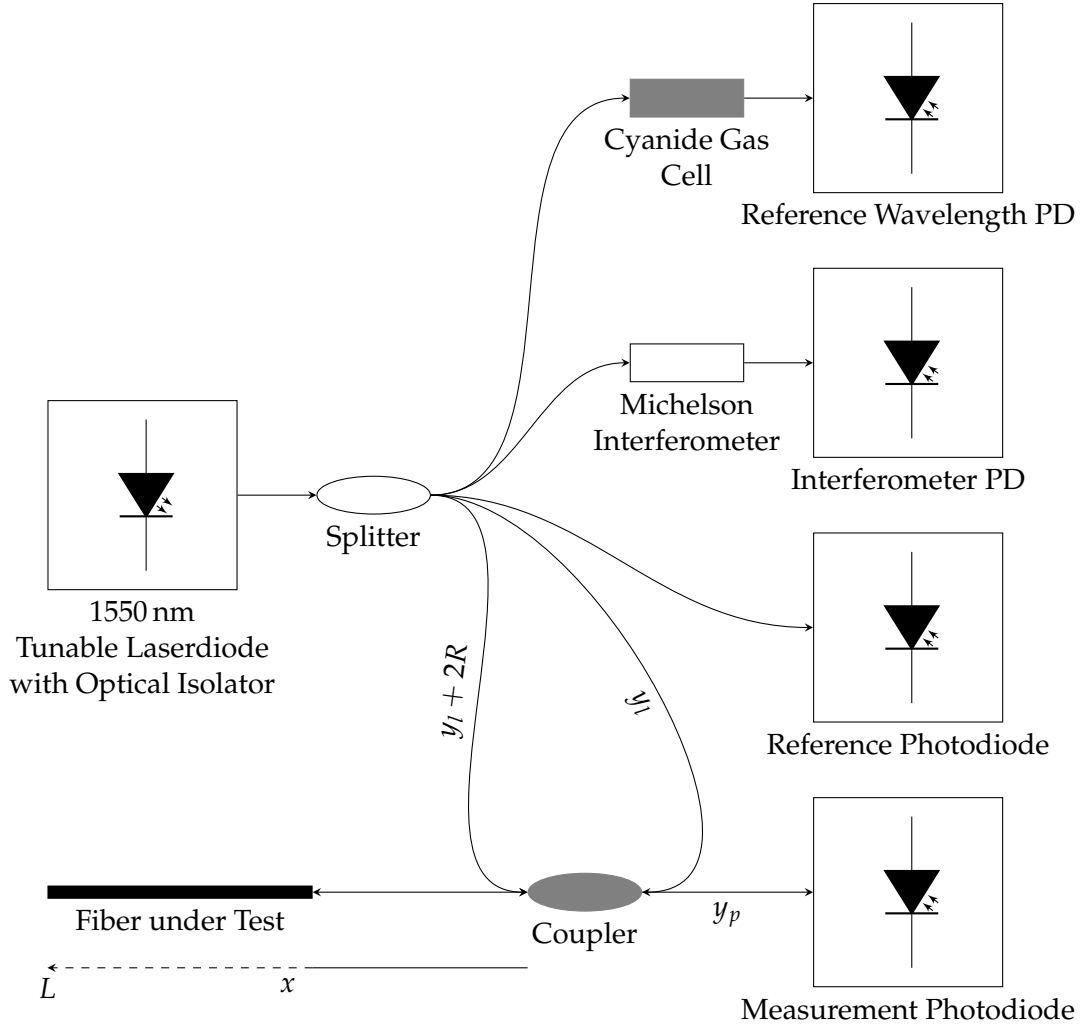 Cyanide Gas
Cell
Reference Wavelength PD
Michelson
Interferometer
Interferometer PD
Splitter
1550 nm
Tunable Laserdiode
with Optical Isolator
y_l + 2R
y_l
Reference Photodiode
Fiber under Test
Coupler
y_p
L
x
Measurement Photodiode